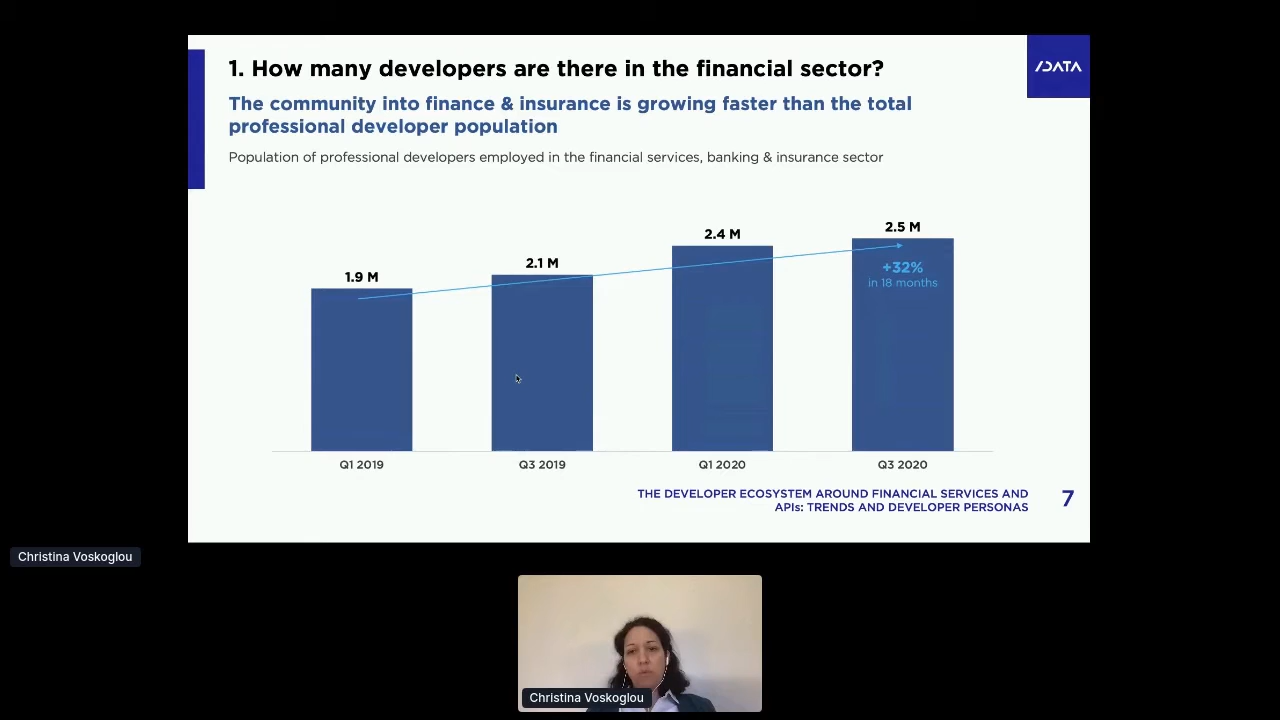 1. How many developers are there in the financial sector?
/DATA
The community into finance & insurance is growing faster than the total
professional developer population
Population of professional developers employed in the financial services, banking & insurance sector
1.9 M
2.1 M
2.4 M
2.5 M
+32%
in 18 months
Q1 2019
Q3 2019
Q1 2020
Q3 2020
THE DEVELOPER ECOSYSTEM AROUND FINANCIAL SERVICES AND
APIs: TRENDS AND DEVELOPER PERSONAS
7
Christina Voskoglou
Christina Voskoglou